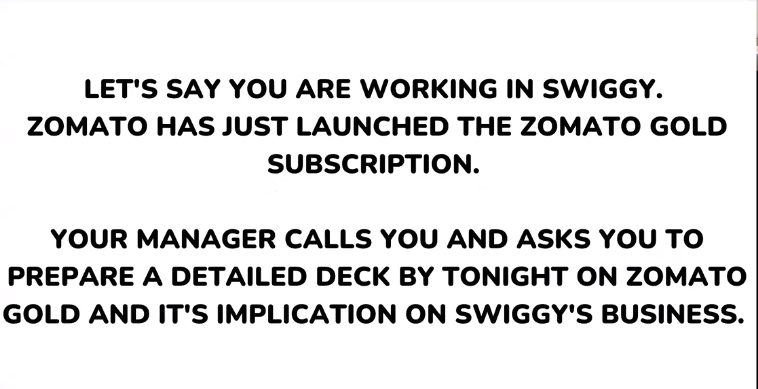 LET'S SAY YOU ARE WORKING IN SWIGGY.
ZOMATO HAS JUST LAUNCHED THE ZOMATO GOLD
SUBSCRIPTION.
YOUR MANAGER CALLS YOU AND ASKS YOU TO
PREPARE A DETAILED DECK BY TONIGHT ON ZOMATO
GOLD AND IT'S IMPLICATION ON SWIGGY'S BUSINESS.